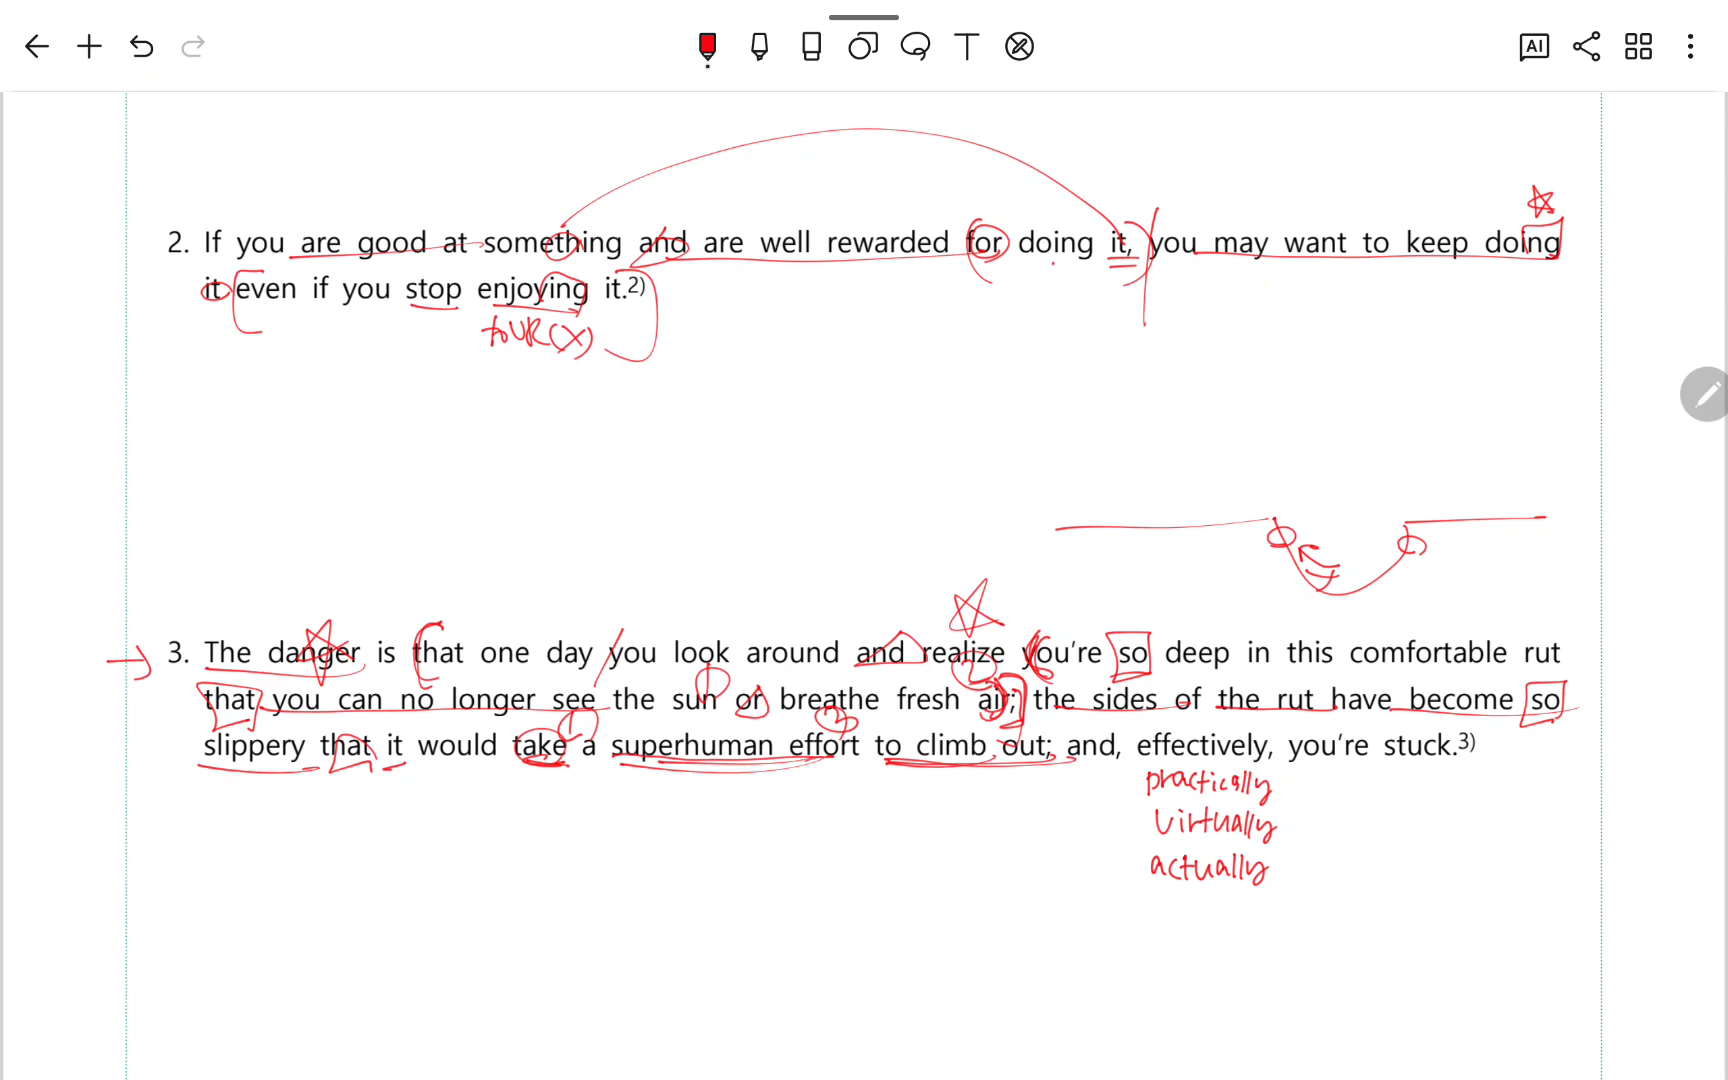 AI
2. If you are good at something and are well rewarded for doing it, you may want to keep doing
it even if you stop enjoying it.2)
toVR(X)
3. The danger is that one day you look around and realize you're so deep in this comfortable rut
that you can no longer see the sun or breathe fresh air; the sides of the rut have become so
slippery that it would take a superhuman effort to climb out; and, effectively, you're stuck.3)
practically
virtually
actually